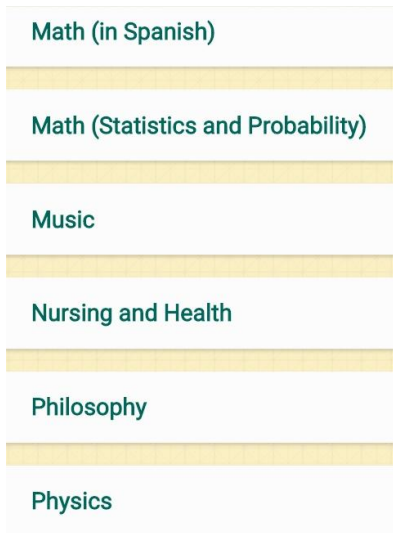 Math (in Spanish)
Math (Statistics and Probability)
Music
Nursing and Health
Philosophy
Physics